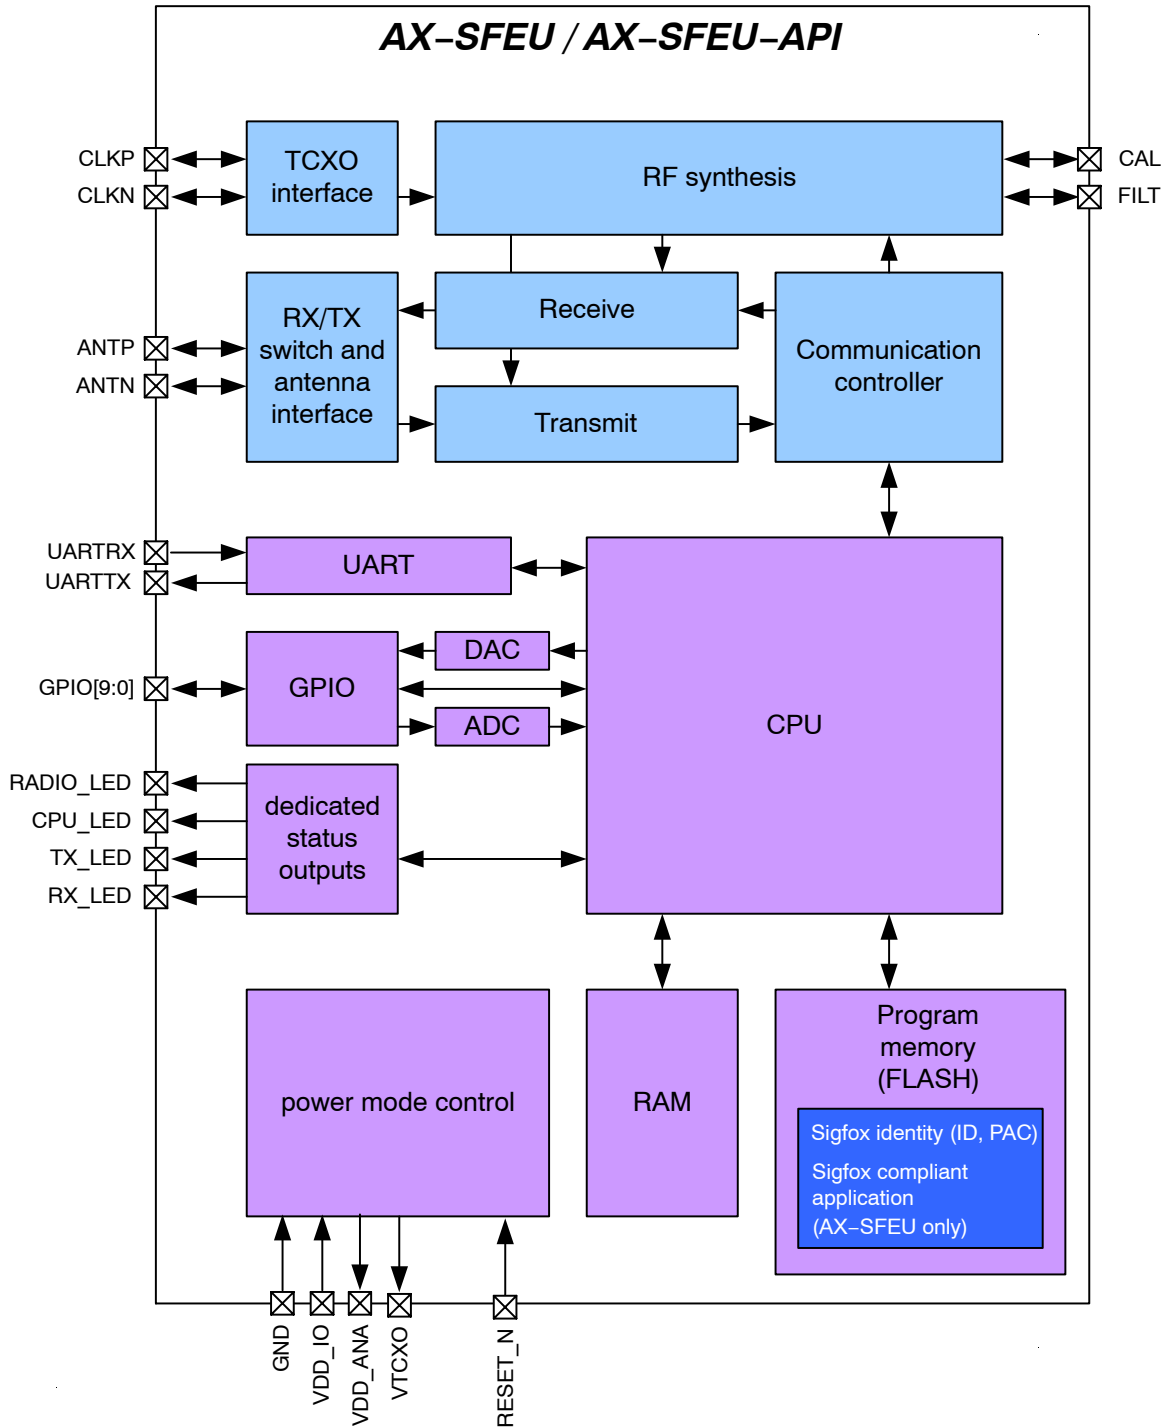 AX–SFEU / AX–SFEU–API
CLKP
CLKN
TCXO
interface
RF synthesis
CAL
FILT
ANTP
ANTN
RX/TX
switch and
antenna
interface
Receive
Transmit
Communication
controller
UARTRX
UARTTX
UART
GPIO[9:0]
GPIO
DAC
ADC
CPU
RADIO_LED
CPU_LED
TX_LED
RX_LED
dedicated
status
outputs
power mode control
RAM
Program
memory
(FLASH)
Sigfox identity (ID, PAC)
Sigfox compliant
application
(AX–SFEU only)
GND
VDD_IO
VDD_ANA
VTCXO
RESET_N